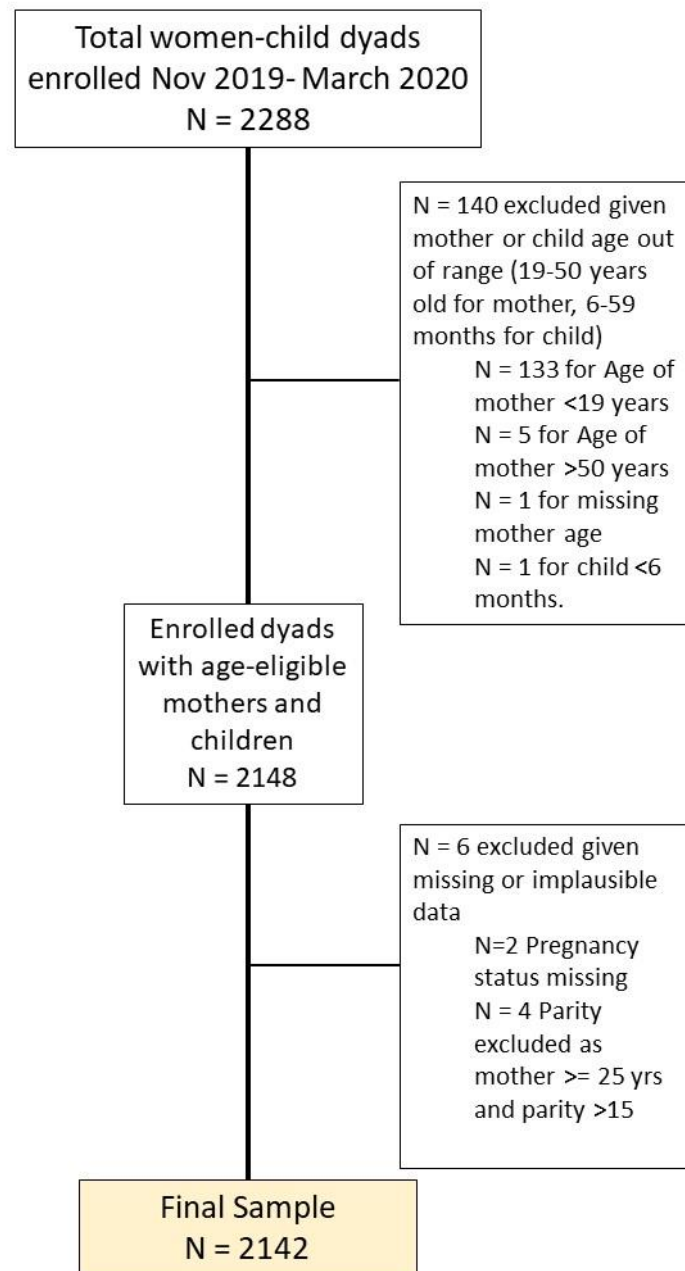 Total women-child dyads
enrolled Nov 2019- March 2020
N = 2288
N = 140 excluded given
mother or child age out
of range (19-50 years
old for mother, 6-59
months for child)
N = 133 for Age of
mother <19 years
N = 5 for Age of
mother >50 years
N = 1 for missing
mother age
N = 1 for child <6
months.
Enrolled dyads
with age-eligible
mothers and
children
N = 2148
N = 6 excluded given
missing or implausible
data
N=2 Pregnancy
status missing
N = 4 Parity
excluded as
mother >= 25 yrs
and parity >15
Final Sample
N = 2142